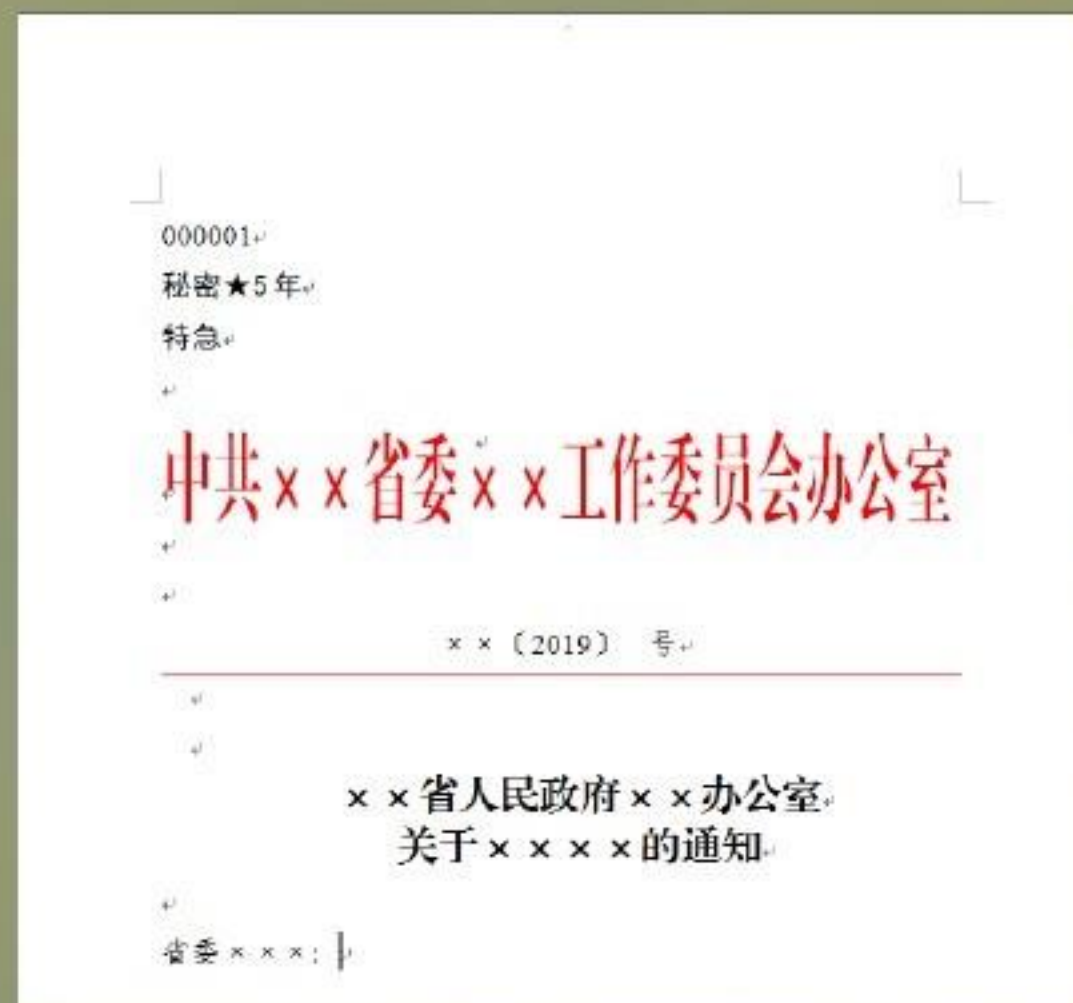 000001
秘密★5年
特急
中共××省委××工作委员会办公室
××〔2019〕 号
××省人民政府××办公室
关于××××的通知
省委×××：